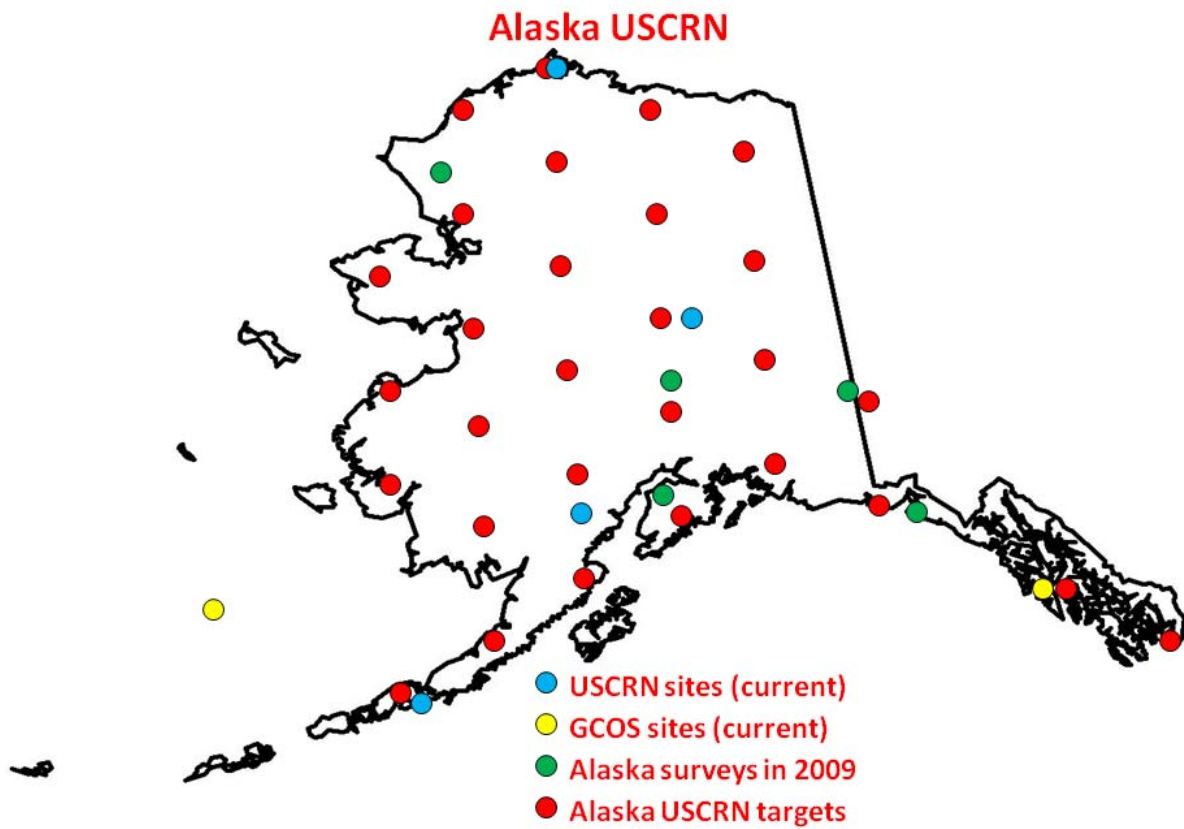 Alaska USCRN
USCRN sites (current)
GCOS sites (current)
Alaska surveys in 2009
Alaska USCRN targets